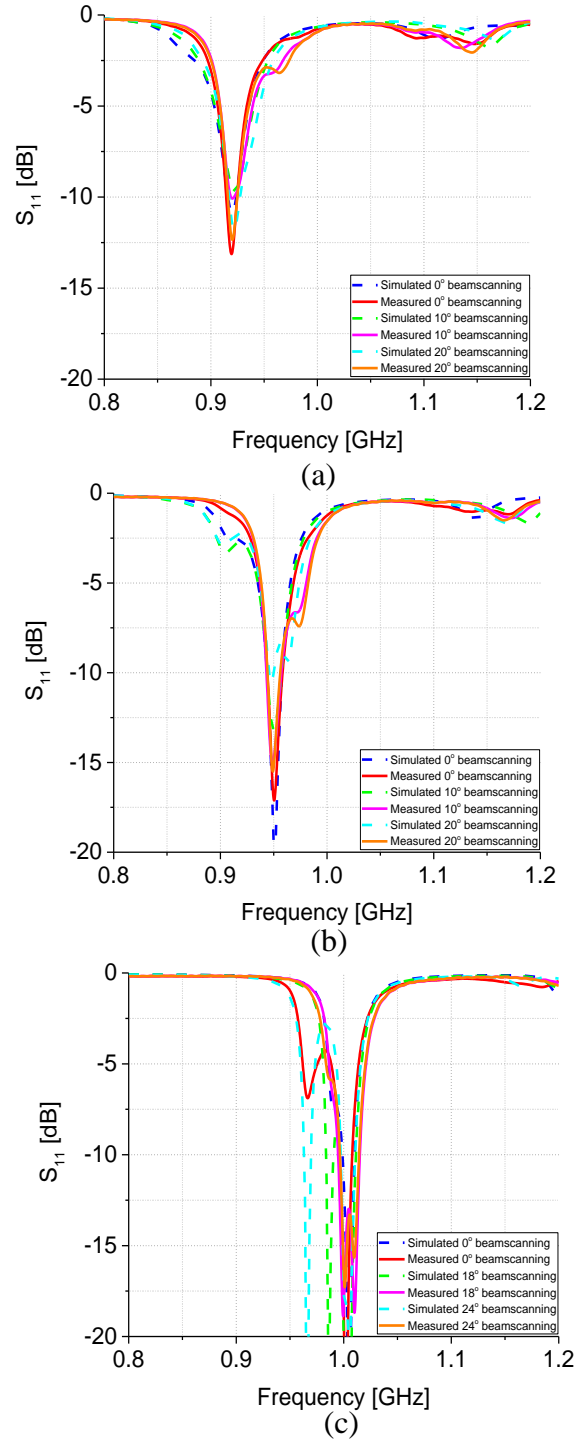 0
-5
-10
-15
-20
S11 [dB]
Simulated 0° beamscanning
Measured 0° beamscanning
Simulated 10° beamscanning
Measured 10° beamscanning
Simulated 20° beamscanning
Measured 20° beamscanning
0.8 0.9 1.0 1.1 1.2
Frequency [GHz]
(a)
0
-5
-10
-15
-20
S11 [dB]
Simulated 0° beamscanning
Measured 0° beamscanning
Simulated 10° beamscanning
Measured 10° beamscanning
Simulated 20° beamscanning
Measured 20° beamscanning
0.8 0.9 1.0 1.1 1.2
Frequency [GHz]
(b)
0
-5
-10
-15
-20
S11 [dB]
Simulated 0° beamscanning
Measured 0° beamscanning
Simulated 18° beamscanning
Measured 18° beamscanning
Simulated 24° beamscanning
Measured 24° beamscanning
0.8 0.9 1.0 1.1 1.2
Frequency [GHz]
(c)